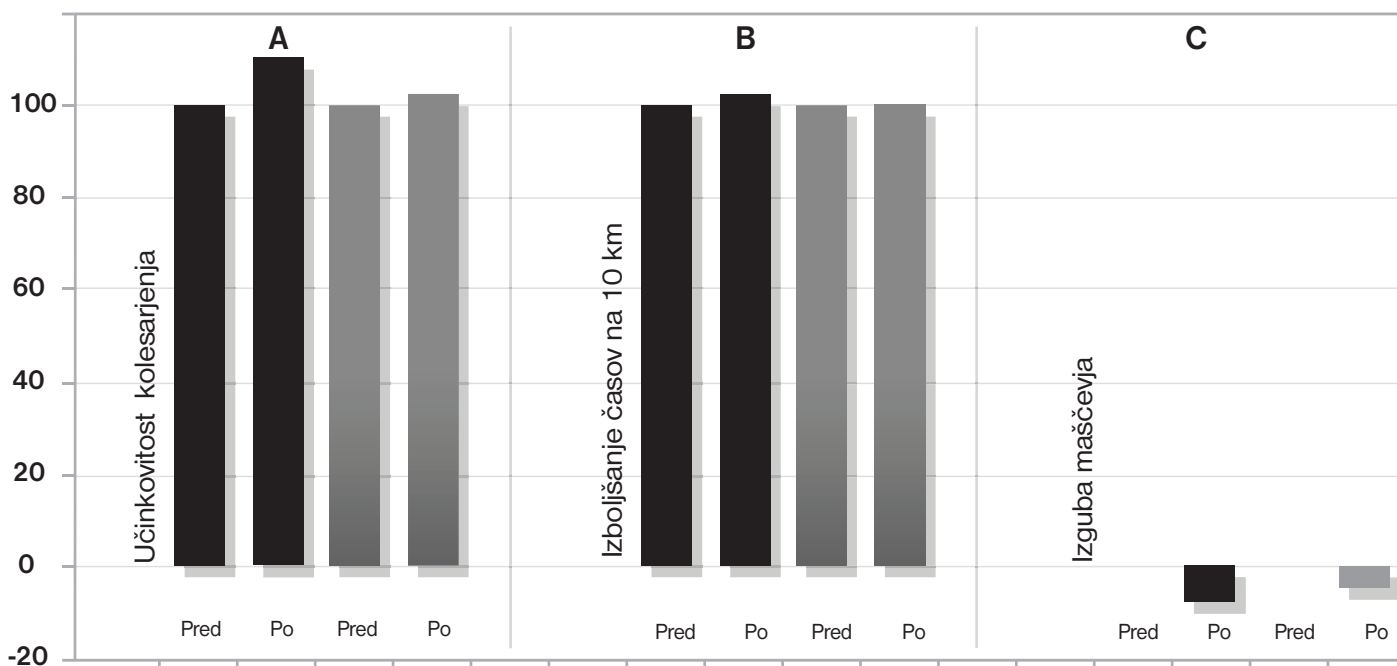 A
B
C
100
80
60
40
20
0
-20
Učinkovitost kolesarjenja
Izboljšanje časov na 10 km
Izguba maščevja
Pred Po Pred Po
Pred Po Pred Po
Pred Po Pred Po